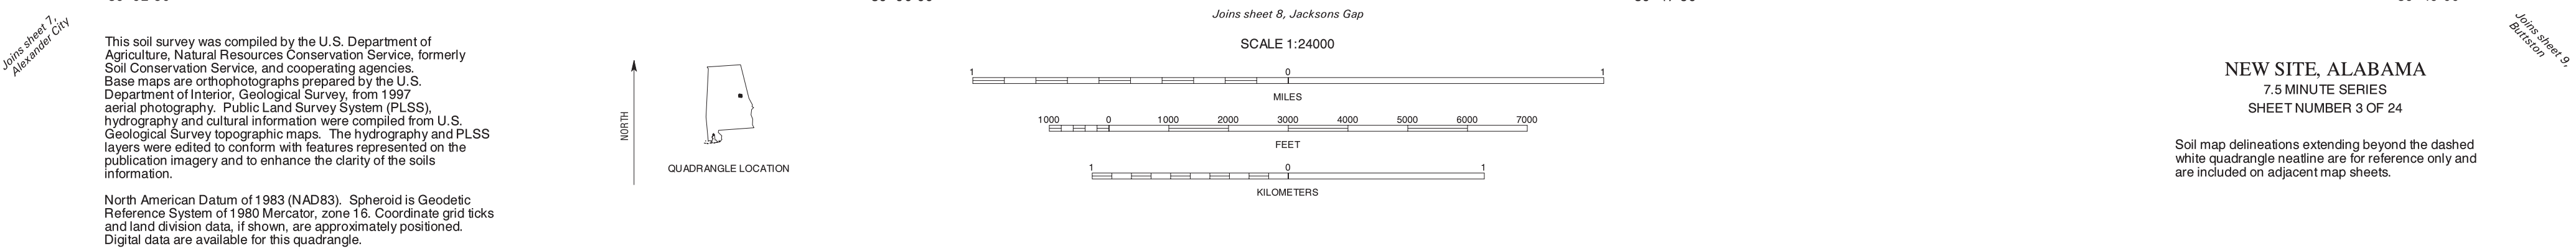 Joins sheet 7,
Alexander City
This soil survey was compiled by the U.S. Department of
Agriculture, Natural Resources Conservation Service, formerly
Soil Conservation Service, and cooperating agencies.
Base maps are orthophotographs prepared by the U.S.
Department of Interior, Geological Survey, from 1997
aerial photography. Public Land Survey System (PLSS),
hydrography and cultural information were compiled from U.S.
Geological Survey topographic maps. The hydrography and PLSS
layers were edited to conform with features represented on the
publication imagery and to enhance the clarity of the soils
information.
North American Datum of 1983 (NAD83). Spheroid is Geodetic
Reference System of 1980 Mercator, zone 16. Coordinate grid ticks
and land division data, if shown, are approximately positioned.
Digital data are available for this quadrangle.
NORTH
QUADRANGLE LOCATION
Joins sheet 8, Jacksons Gap
SCALE 1:24000
1 0 1
MILES
1000 0 1000 2000 3000 4000 5000 6000 7000
FEET
1 0 1
KILOMETERS
NEW SITE, ALABAMA
7.5 MINUTE SERIES
SHEET NUMBER 3 OF 24
Soil map delineations extending beyond the dashed
white quadrangle neatline are for reference only and
are included on adjacent map sheets.
Joins sheet 9,
Buttston